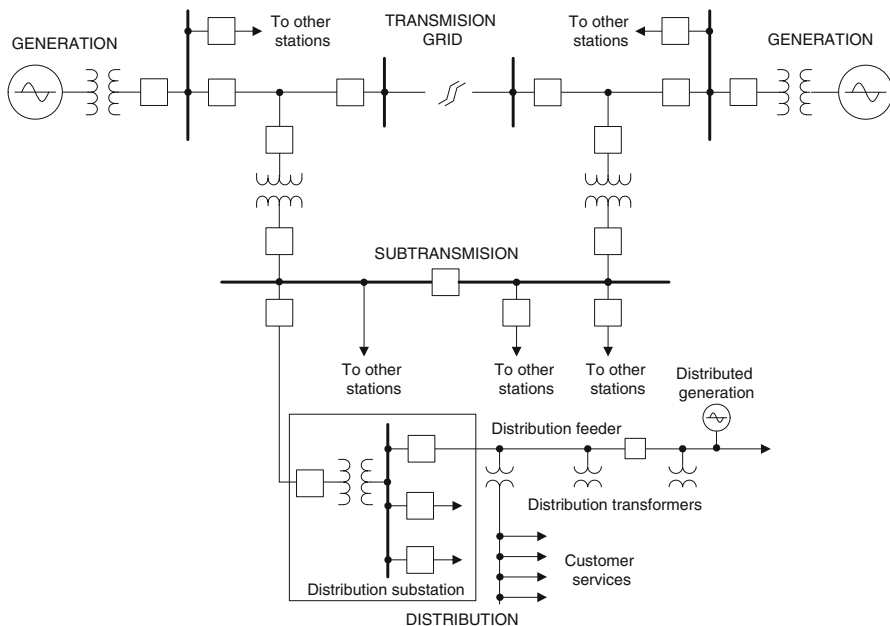 To other
stations
TRANSMISION
GRID
To other
stations
GENERATION
GENERATION
SUBTRANSMISION
To other
stations
To other
stations
To other
stations
Distributed
generation
Distribution feeder
Distribution transformers
Customer
services
Distribution substation
DISTRIBUTION